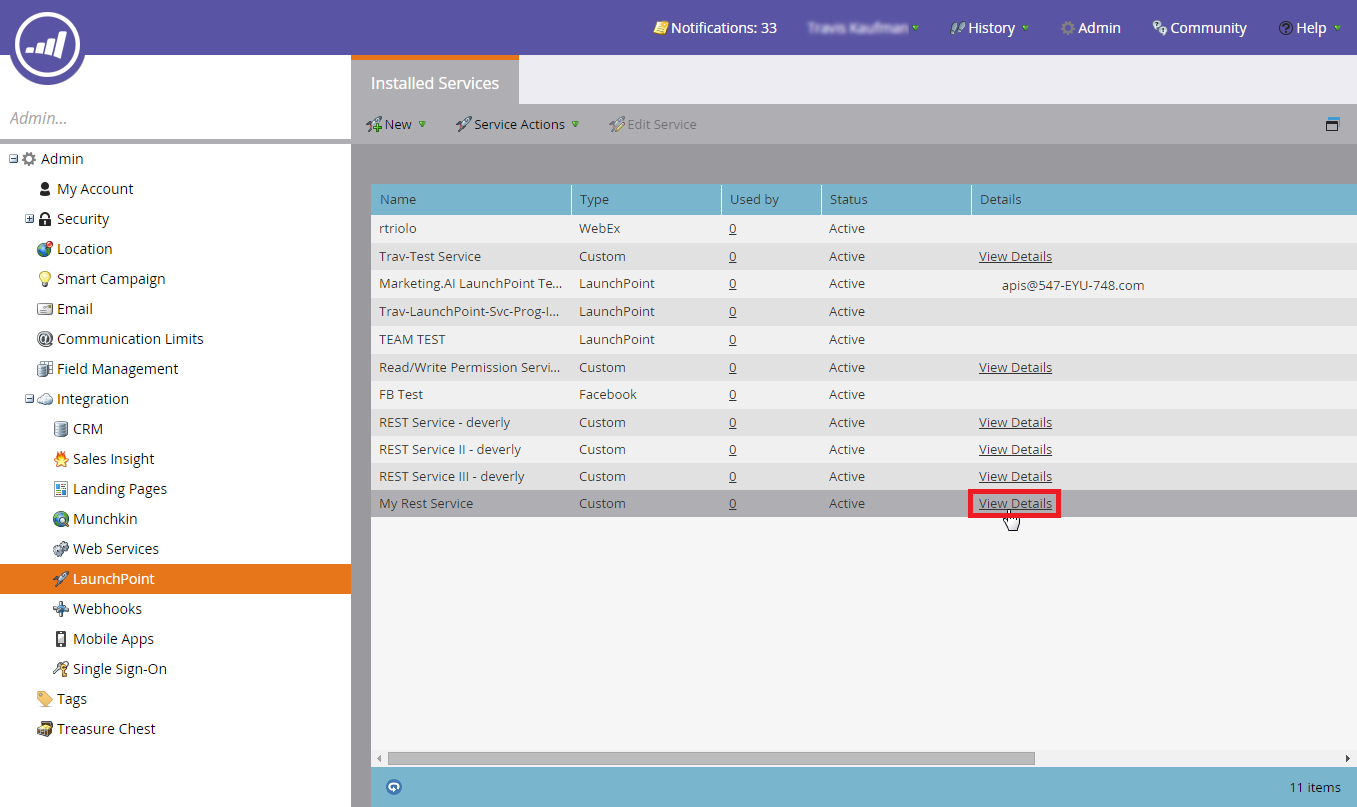 Notifications: 33
History
Admin
Community
Help
Admin...
Installed Services
New
Service Actions
Edit Service
Admin
My Account
Security
Location
Smart Campaign
Email
Communication Limits
Field Management
Integration
CRM
Sales Insight
Landing Pages
Munchkin
Web Services
LaunchPoint
Webhooks
Mobile Apps
Single Sign-On
Tags
Treasure Chest
Name Type Used by Status Details
rtriolo WebEx 0 Active
Trav-Test Service Custom 0 Active View Details
Marketing.AI LaunchPoint Te... LaunchPoint 0 Active apis@547-EYU-748.com
Trav-LaunchPoint-Svc-Prog-I... LaunchPoint 0 Active
TEAM TEST LaunchPoint 0 Active
Read/Write Permission Servi... Custom 0 Active View Details
FB Test Facebook 0 Active
REST Service - deverly Custom 0 Active View Details
REST Service II - deverly Custom 0 Active View Details
REST Service III - deverly Custom 0 Active View Details
My Rest Service Custom 0 Active View Details
11 items